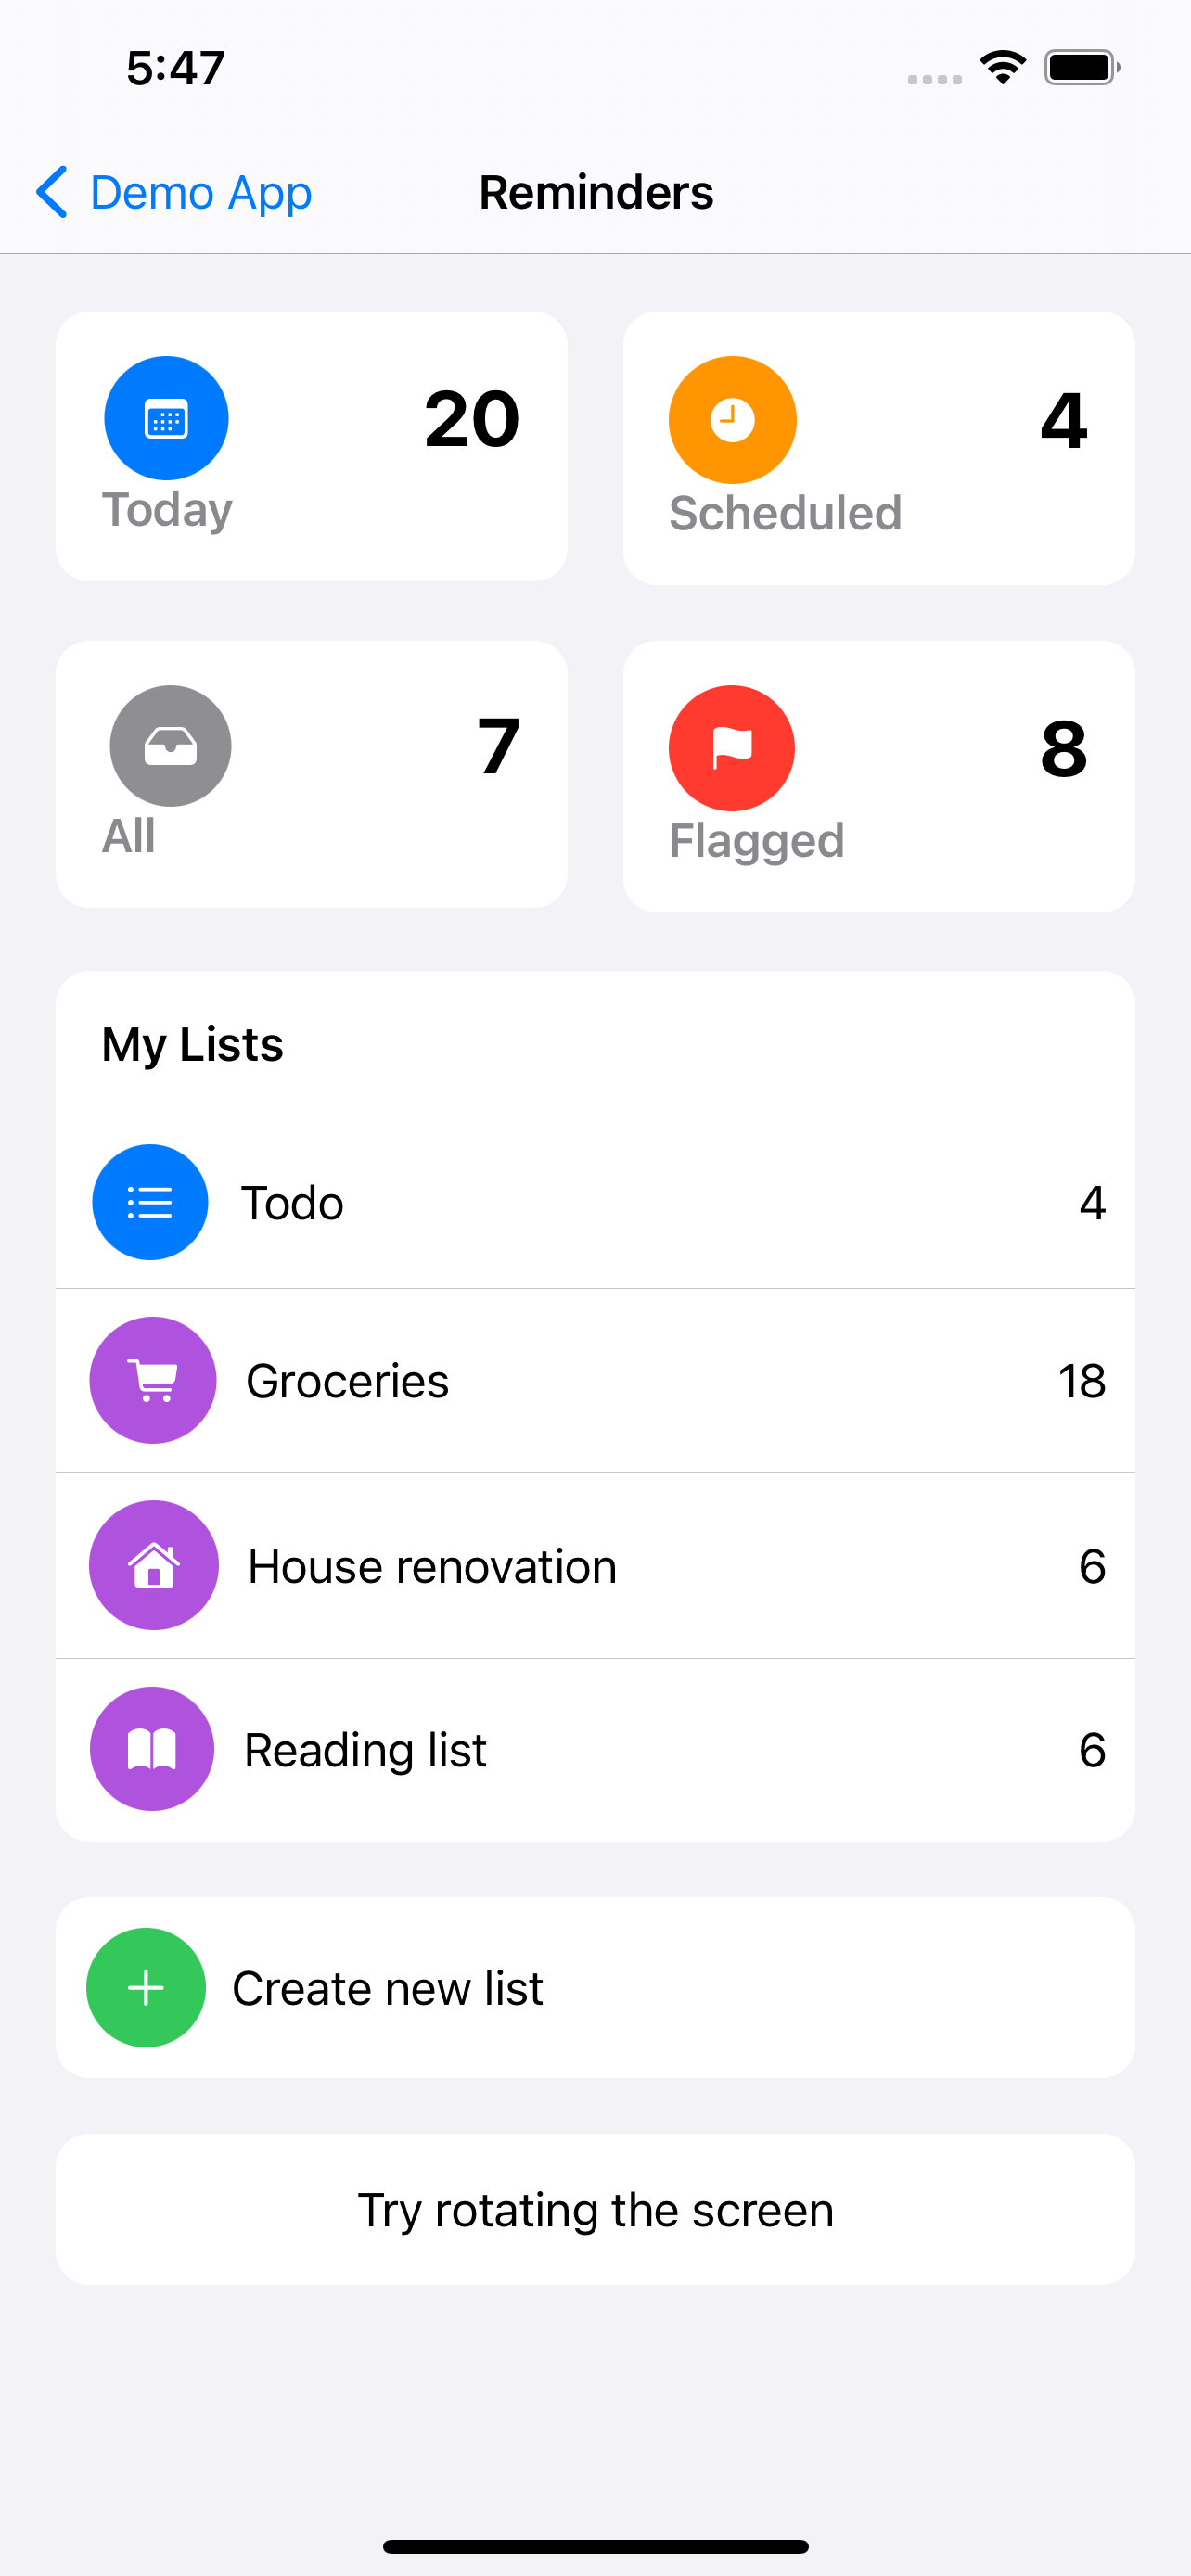 5:47
Demo App Reminders
20
Today
4
Scheduled
7
All
8
Flagged
My Lists
Todo 4
Groceries 18
House renovation 6
Reading list 6
Create new list
Try rotating the screen